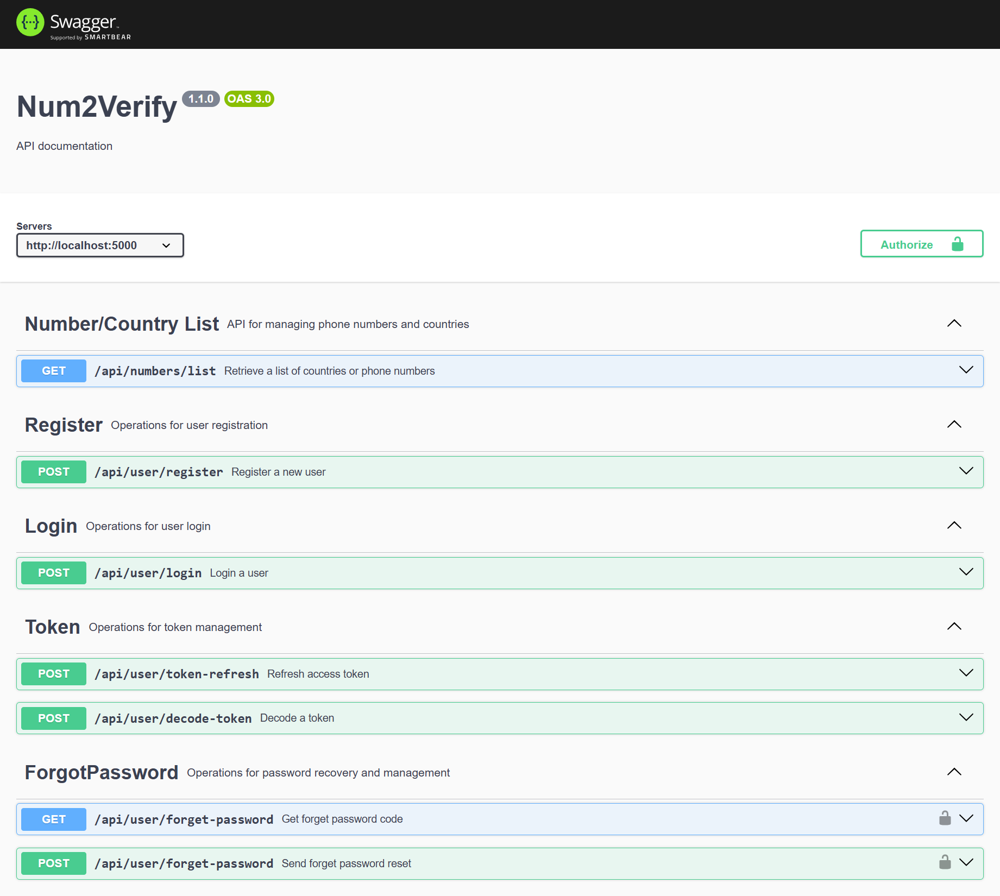 {···} Swagger™
Supported by SMARTBEAR
Num2Verify 1.1.0 OAS 3.0
API documentation
Servers
http://localhost:5000
Authorize
Number/Country List API for managing phone numbers and countries
GET /api/numbers/list Retrieve a list of countries or phone numbers
Register Operations for user registration
POST /api/user/register Register a new user
Login Operations for user login
POST /api/user/login Login a user
Token Operations for token management
POST /api/user/token-refresh Refresh access token
POST /api/user/decode-token Decode a token
ForgotPassword Operations for password recovery and management
GET /api/user/forget-password Get forget password code
POST /api/user/forget-password Send forget password reset